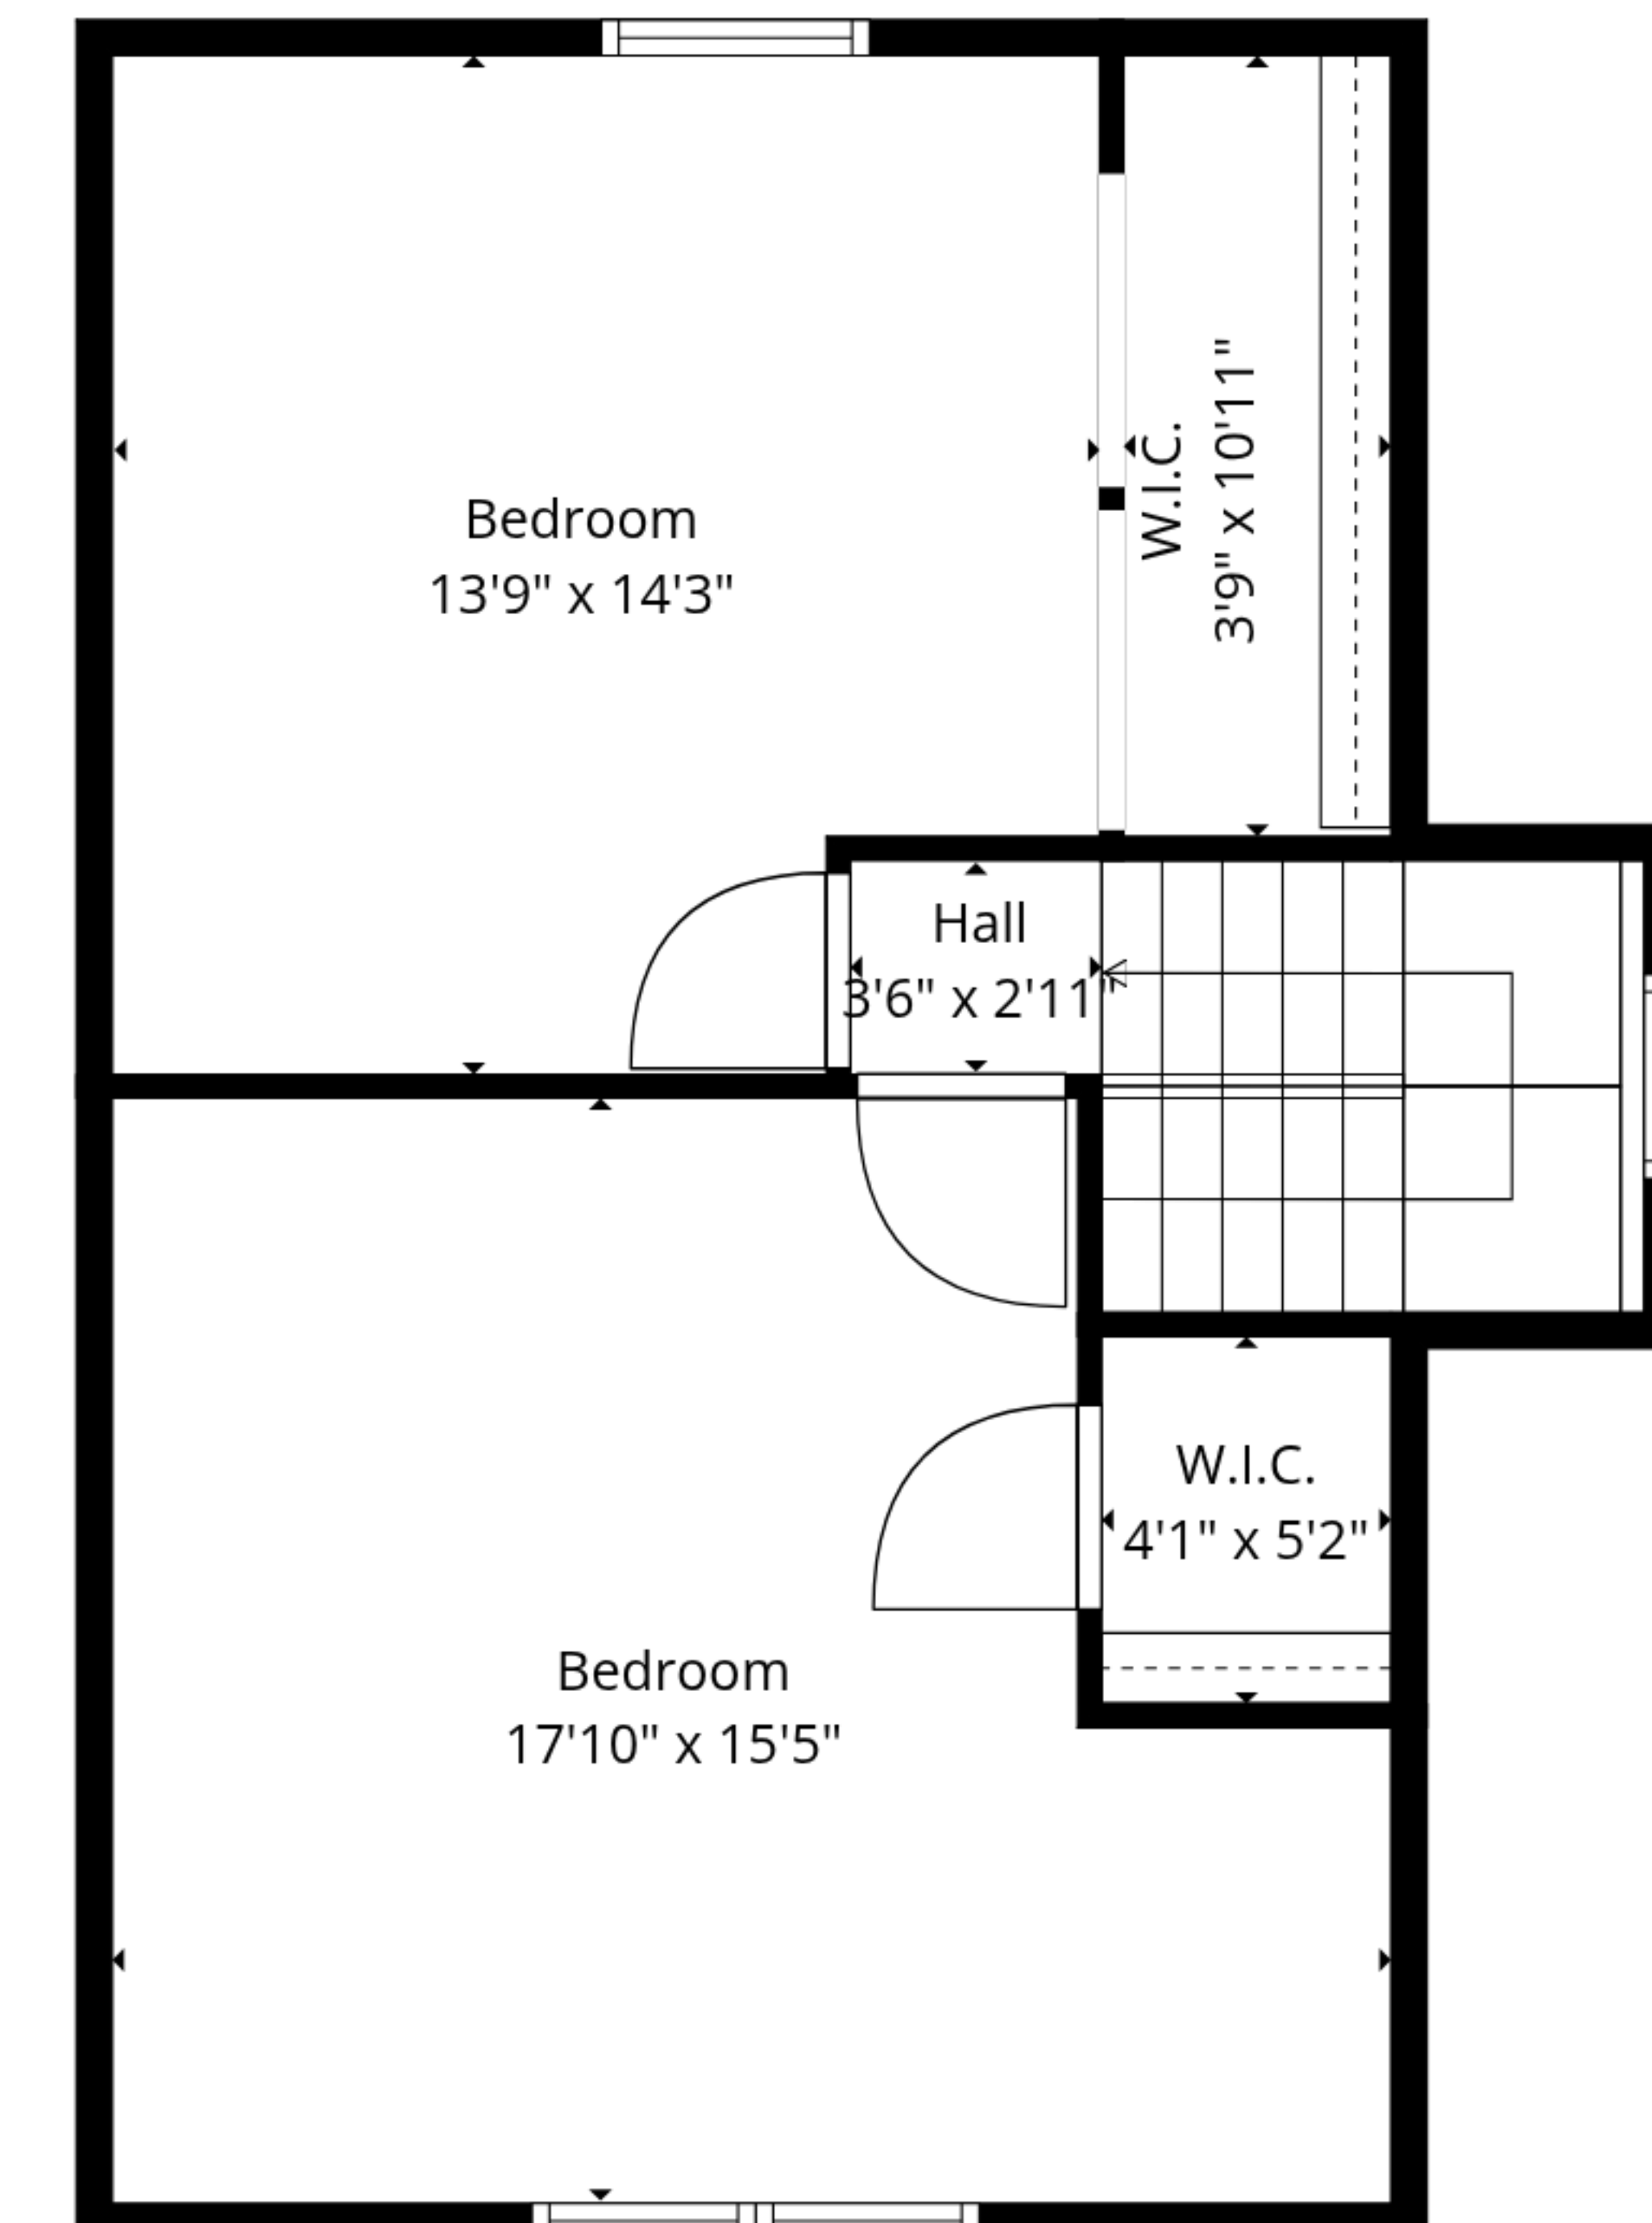 Bedroom
13'9" x 14'3"
W.I.C.
3'9" x 10'11"
Hall
3'6" x 2'11"
W.I.C.
4'1" x 5'2"
Bedroom
17'10" x 15'5"